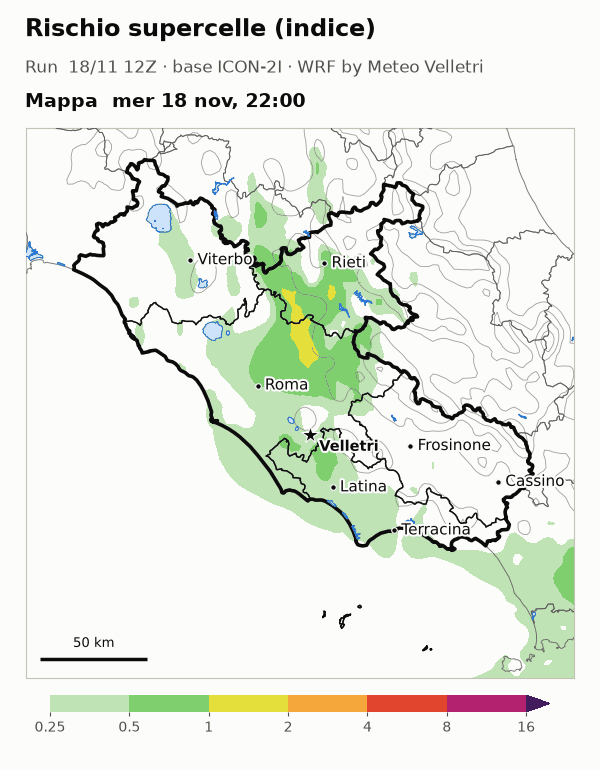 Rischio supercelle (indice)
Run  18/11 12Z · base ICON-2I · WRF by Meteo Velletri
Mappa  mer 18 nov, 22:00
Viterbo
Rieti
Roma
Velletri
Frosinone
Latina
Cassino
Terracina
50 km
0.25 0.5 1 2 4 8 16